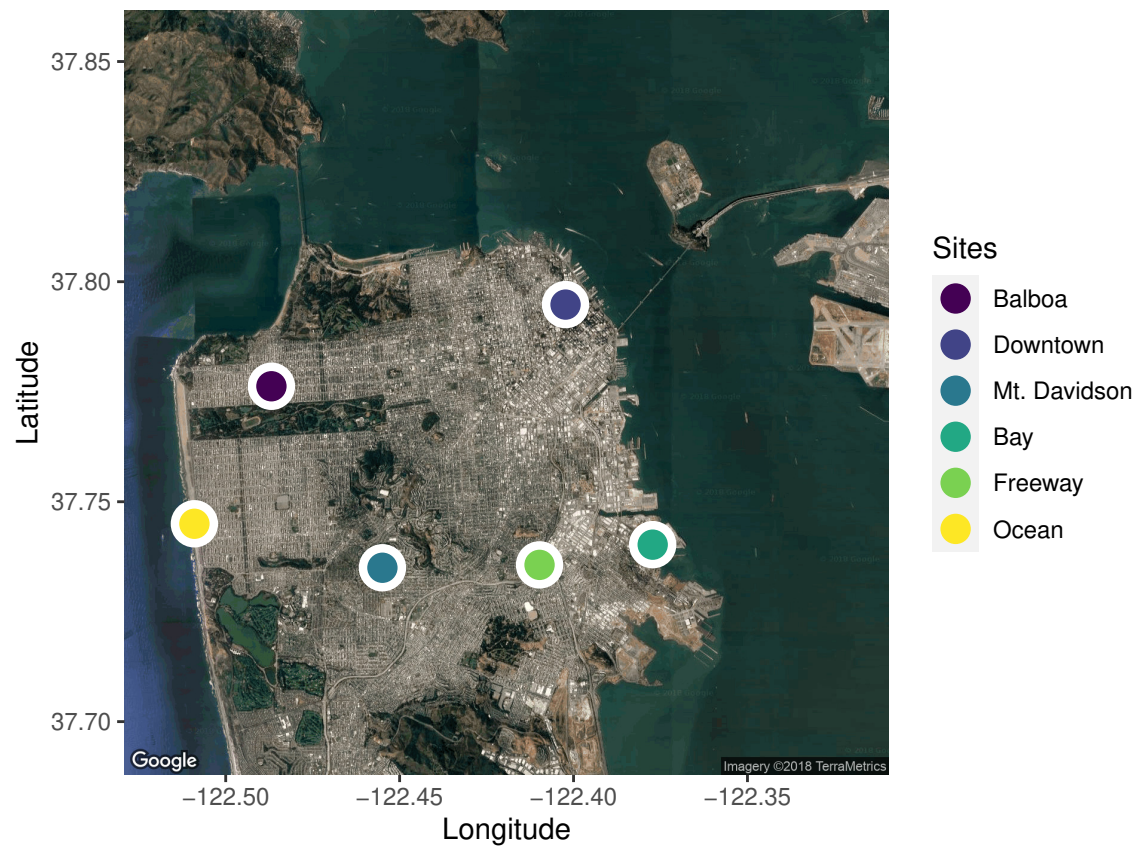 37.85
37.80
37.75
37.70
Latitude
−122.50
−122.45
−122.40
−122.35
Longitude
Google
Imagery ©2018 TerraMetrics
Sites
Balboa
Downtown
Mt. Davidson
Bay
Freeway
Ocean